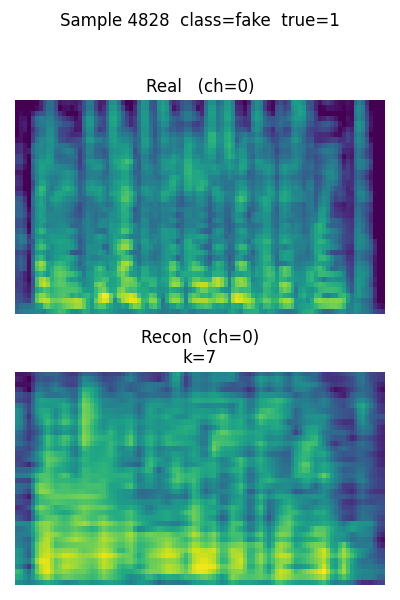 Sample 4828  class=fake  true=1
Real   (ch=0)
Recon  (ch=0)
k=7